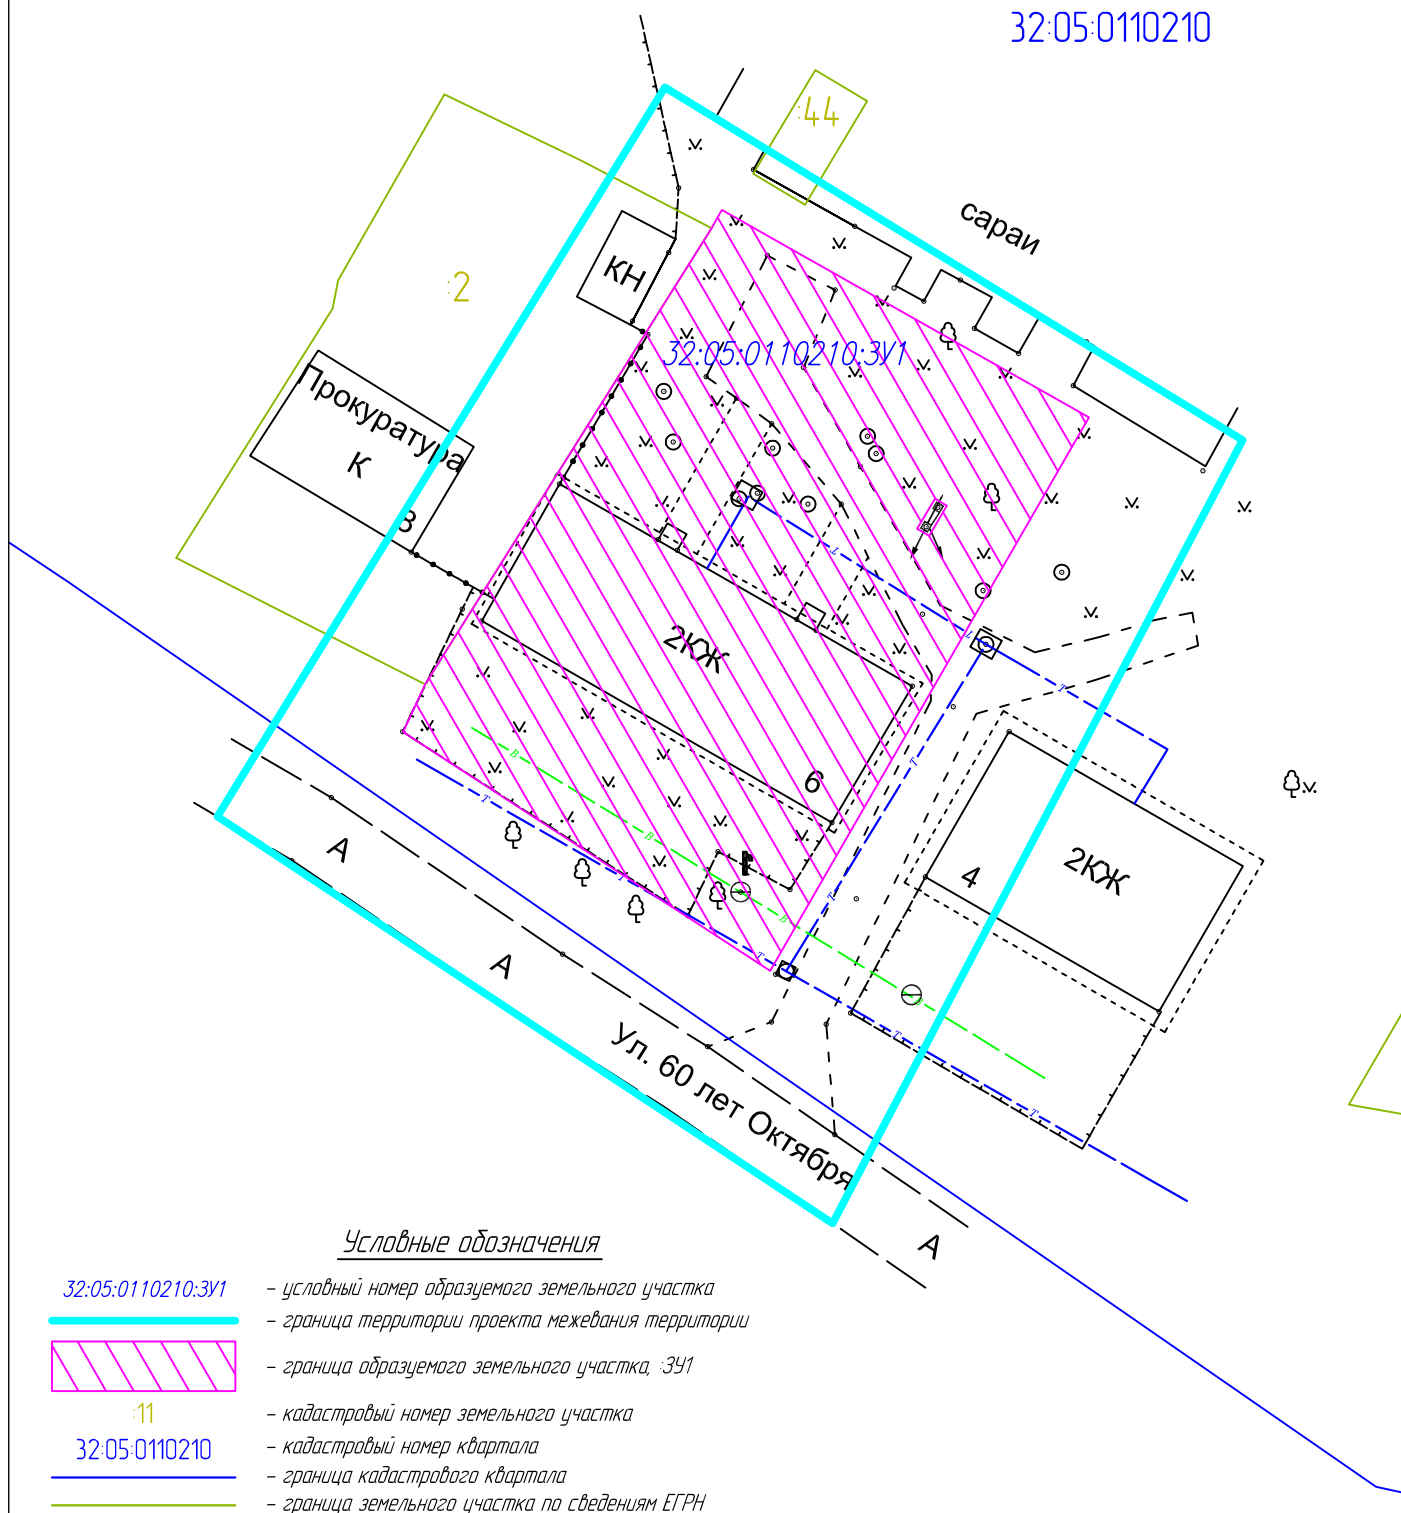 32:05:0110210
:44
сараи
КН
:2
32:05:0110210:ЗУ1
Прокуратура
К
3
Т
2КЖ
Т
Т
Т
6
В
Т
В
2КЖ
4
А
Т
Т
В
А
Т
Т
Т
Ул. 60 лет Октября
А
Условные обозначения
32:05:0110210:ЗУ1 - условный номер образуемого земельного участка
- граница территории проекта межевания территории
- граница образуемого земельного участка, :ЗУ1
:11 - кадастровый номер земельного участка
32:05:0110210 - кадастровый номер квартала
- граница кадастрового квартала
- граница земельного участка по сведениям ЕГРН